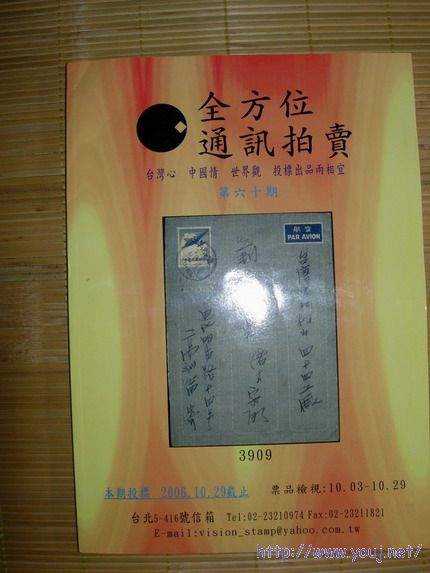 全方位
通訊拍賣
台灣心 中國情 世界觀 投標出品兩相宜
第六十期
航空
PAR AVION
3909
本期投標 2006.10.29截止
票品檢視:10.03-10.29
台北5-416號信箱 Tel:02-23210974 Fax:02-23211821
E-mail:vision_stamp@yahoo.com.tw
http://www.youj.net/